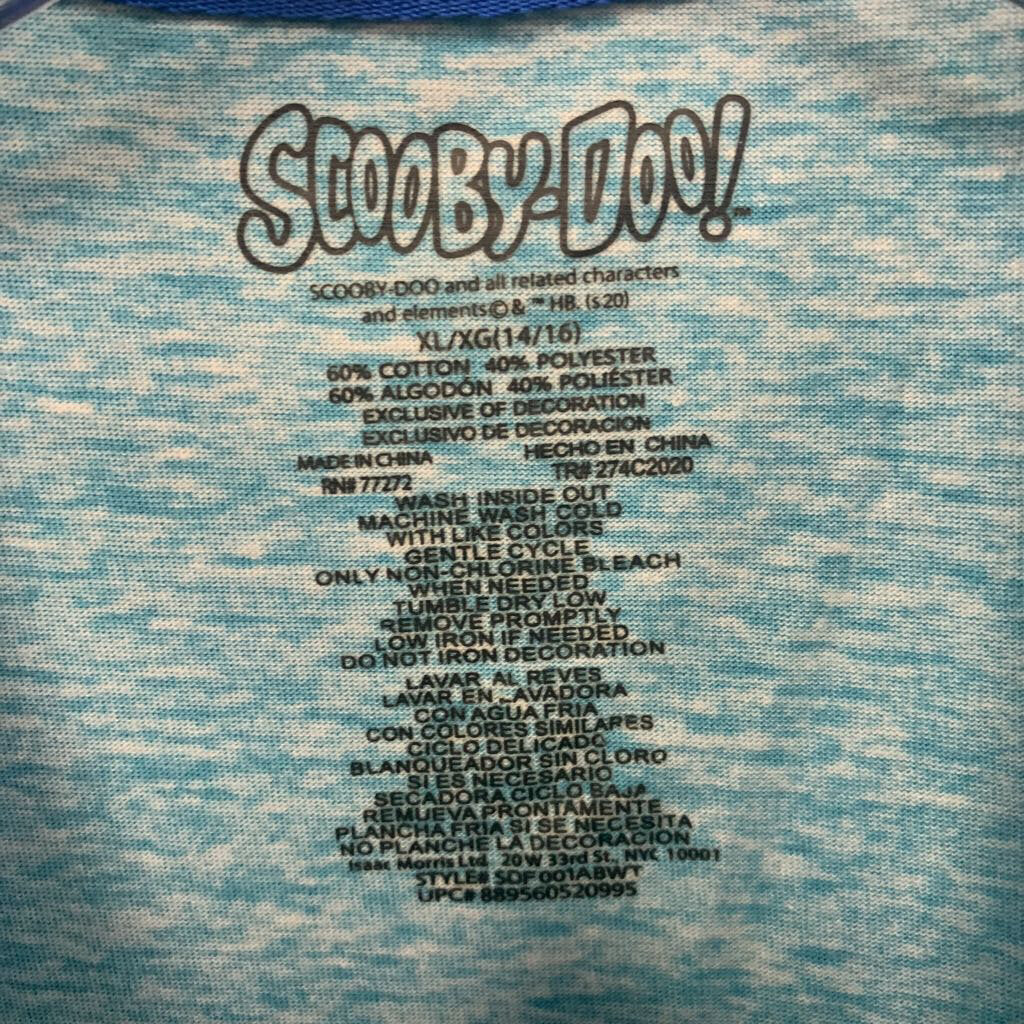 SCOOBY-DOO!™
SCOOBY-DOO and all related characters
and elements © & ™ HB. (s20)
XL/XG(14/16)
60% COTTON 40% POLYESTER
60% ALGODÓN 40% POLIÉSTER
EXCLUSIVE OF DECORATION
EXCLUSIVO DE DECORACION
MADE IN CHINA HECHO EN CHINA
RN# 77272 TR# 274C2020
WASH INSIDE OUT
MACHINE WASH COLD
WITH LIKE COLORS
GENTLE CYCLE
ONLY NON-CHLORINE BLEACH
WHEN NEEDED
TUMBLE DRY LOW
REMOVE PROMPTLY
LOW IRON IF NEEDED
DO NOT IRON DECORATION
LAVAR AL REVES
LAVAR EN LAVADORA
CON AGUA FRIA
CON COLORES SIMILARES
CICLO DELICADO
BLANQUEADOR SIN CLORO
SI ES NECESARIO
SECADORA CICLO BAJA
REMUEVA PRONTAMENTE
PLANCHA FRIA SI SE NECESITA
NO PLANCHE LA DECORACION
Isaac Morris Ltd. 20 W 33rd St., NYC 10001
STYLE# SDF001ABWT
UPC# 889560520995